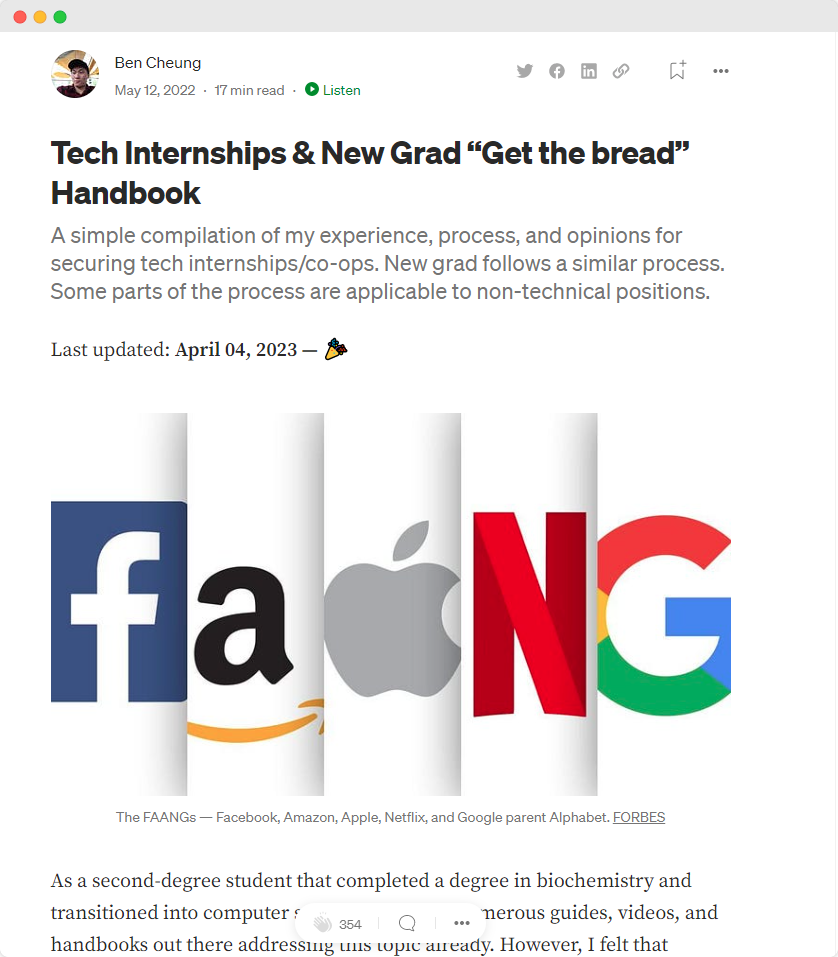 Ben Cheung
May 12, 2022 · 17 min read · Listen
Tech Internships & New Grad “Get the bread”
Handbook
A simple compilation of my experience, process, and opinions for
securing tech internships/co-ops. New grad follows a similar process.
Some parts of the process are applicable to non-technical positions.
Last updated: April 04, 2023 — 🎉
f a N G
The FAANGs — Facebook, Amazon, Apple, Netflix, and Google parent Alphabet. FORBES
As a second-degree student that completed a degree in biochemistry and
transitioned into computer guides, videos, and
354
handbooks out there addressing this topic already. However, I felt that